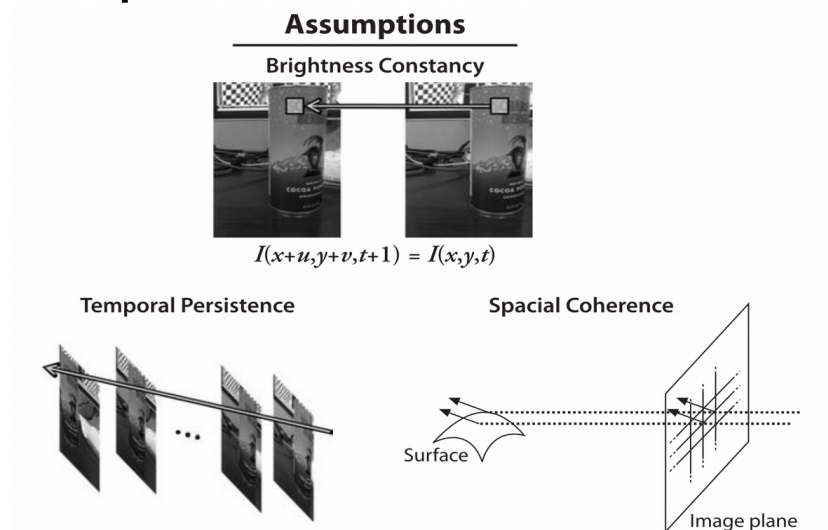 Assumptions
Brightness Constancy
COCOA
I(x+u,y+v,t+1) = I(x,y,t)
Temporal Persistence
Spacial Coherence
Surface
Image plane